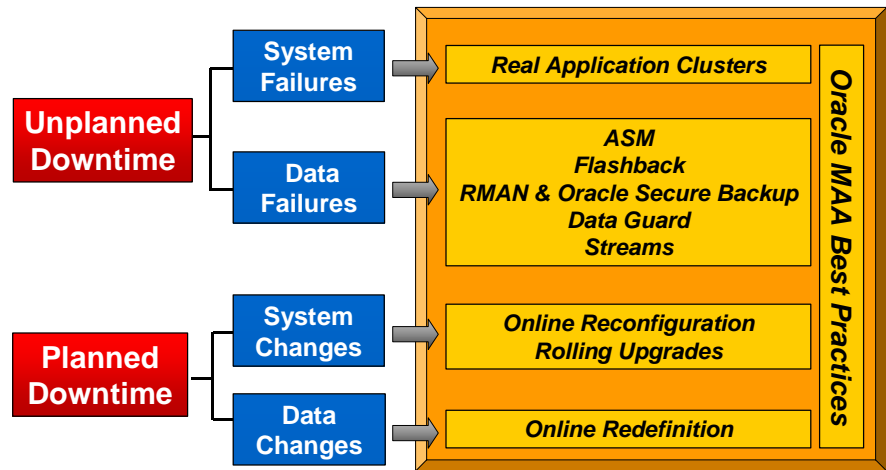 Unplanned
Downtime
System
Failures
Real Application Clusters
Data
Failures
ASM
Flashback
RMAN & Oracle Secure Backup
Data Guard
Streams
Planned
Downtime
System
Changes
Online Reconfiguration
Rolling Upgrades
Data
Changes
Online Redefinition
Oracle MAA Best Practices